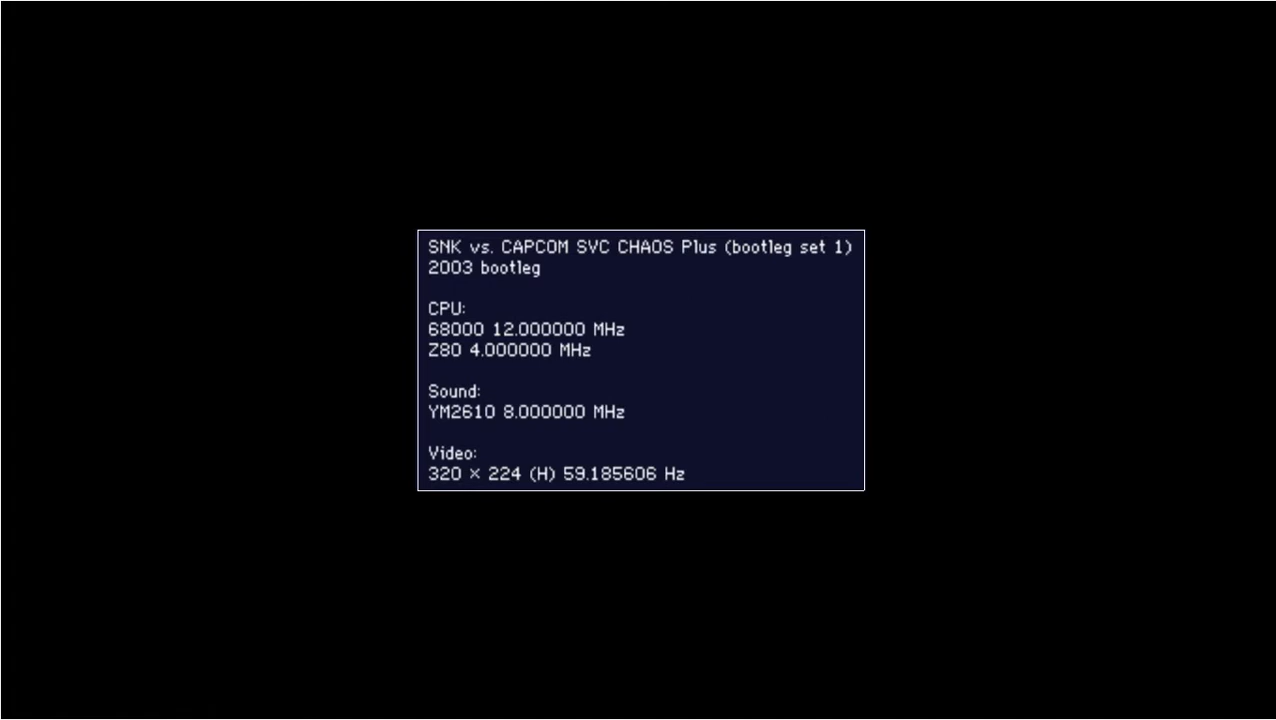 SNK vs. CAPCOM SVC CHAOS Plus (bootleg set 1)
2003 bootleg
CPU:
68000 12.000000 MHz
Z80 4.000000 MHz
Sound:
YM2610 8.000000 MHz
Video:
320 × 224 (H) 59.185606 Hz